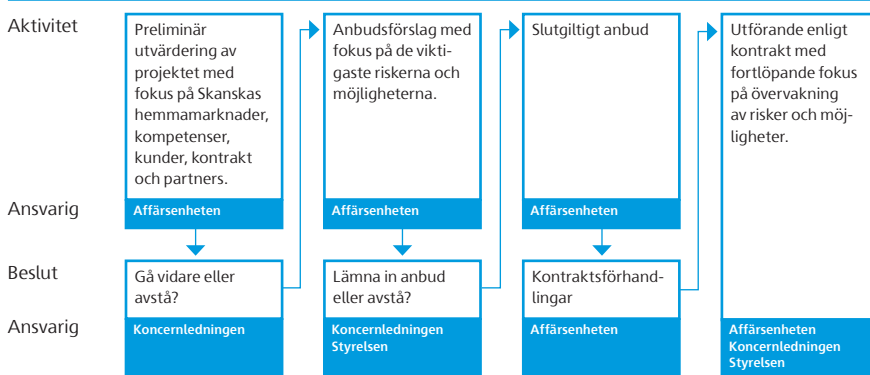 Aktivitet
Preliminär
utvärdering av
projektet med
fokus på Skanskas
hemmamarknader,
kompetenser,
kunder, kontrakt
och partners.
Anbudsförslag med
fokus på de vikti-
gaste riskerna och
möjligheterna.
Slutgiltigt anbud
Utförande enligt
kontrakt med
fortlöpande fokus
på övervakning
av risker och möj-
ligheter.
Ansvarig
Affärsenheten
Affärsenheten
Affärsenheten
Beslut
Gå vidare eller
avstå?
Lämna in anbud
eller avstå?
Kontraktsförhand-
lingar
Ansvarig
Koncernledningen
Koncernledningen
Styrelsen
Affärsenheten
Affärsenheten
Koncernledningen
Styrelsen